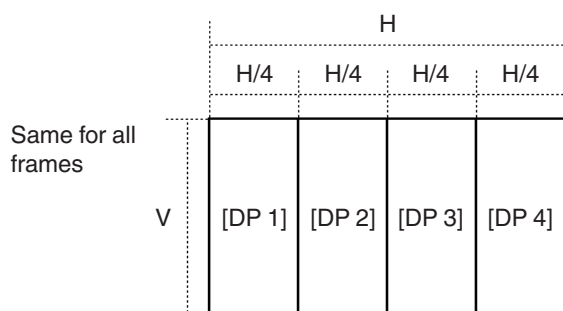 H
H/4 H/4 H/4 H/4
Same for all
frames
V [DP 1] [DP 2] [DP 3] [DP 4]